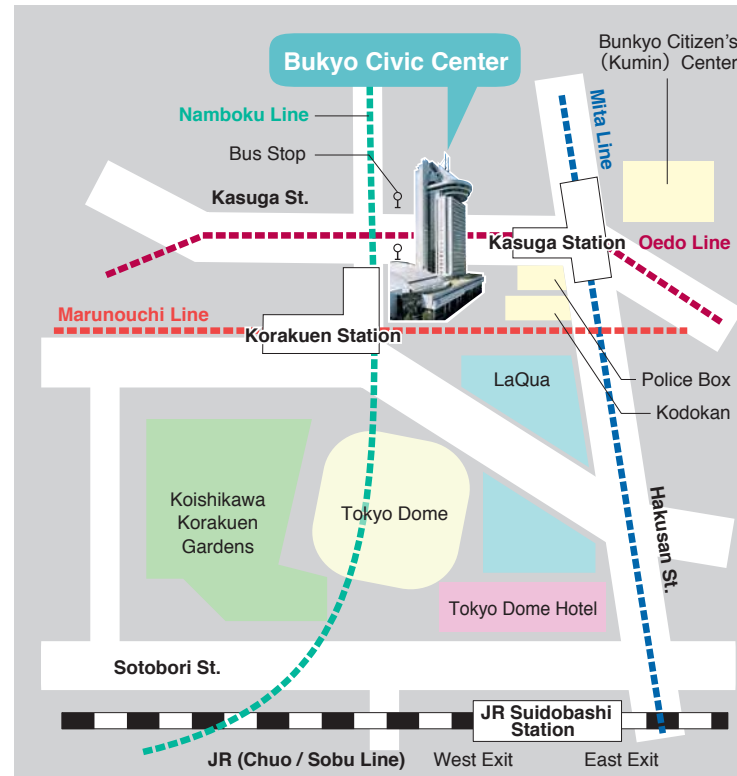 Bukyo Civic Center
Bunkyo Citizen's
(Kumin) Center
Namboku Line
Mita Line
Bus Stop
Kasuga St.
Kasuga Station
Oedo Line
Marunouchi Line
Korakuen Station
LaQua
Police Box
Kodokan
Koishikawa
Korakuen
Gardens
Tokyo Dome
Hakusan St.
Tokyo Dome Hotel
Sotobori St.
JR Suidobashi
Station
JR (Chuo / Sobu Line)
West Exit
East Exit